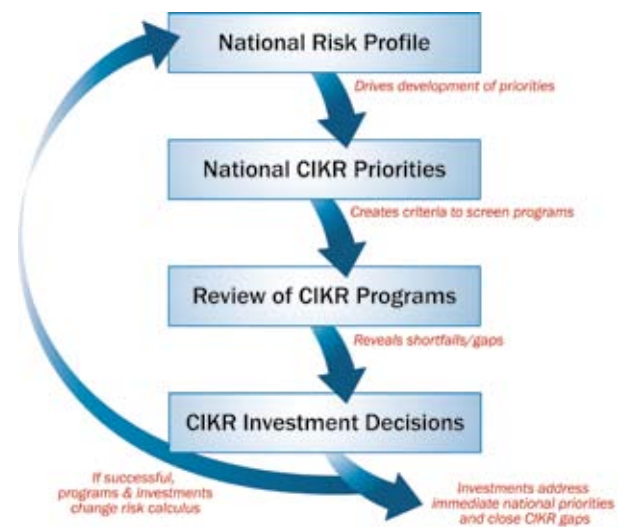 National Risk Profile
Drives development of priorities
National CIKR Priorities
Creates criteria to screen programs
Review of CIKR Programs
Reveals shortfalls/gaps
CIKR Investment Decisions
If successful,
programs & investments
change risk calculus
Investments address
immediate national priorities
and close CIKR gaps